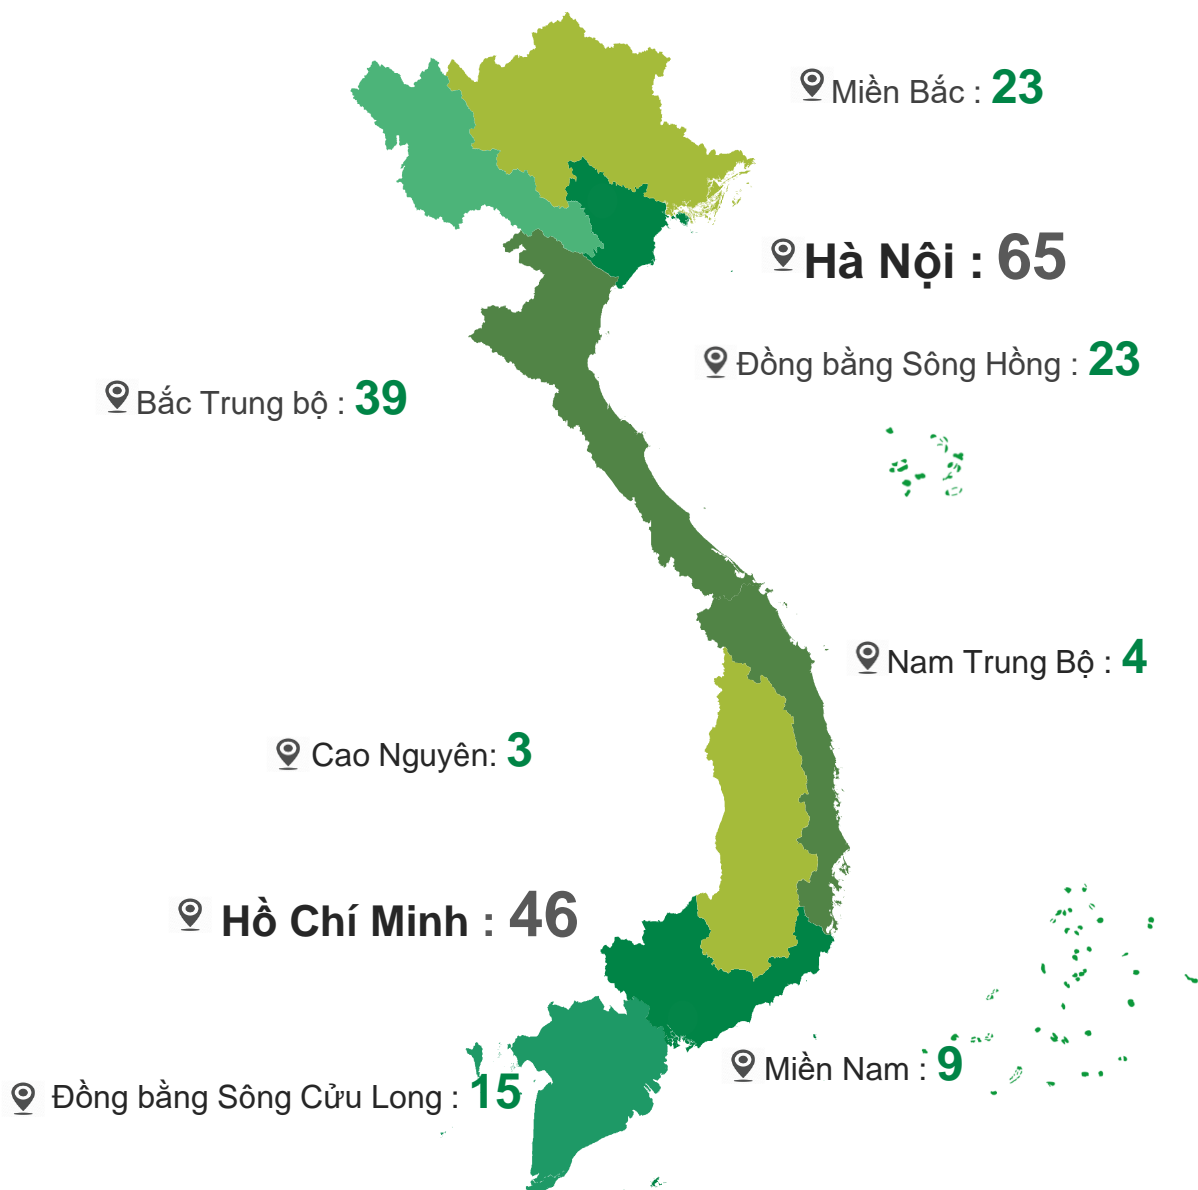 Miền Bắc : 23
Hà Nội : 65
Đồng bằng Sông Hồng : 23
Bắc Trung bộ : 39
Nam Trung Bộ : 4
Cao Nguyên: 3
Hồ Chí Minh : 46
Miền Nam : 9
Đồng bằng Sông Cửu Long : 15